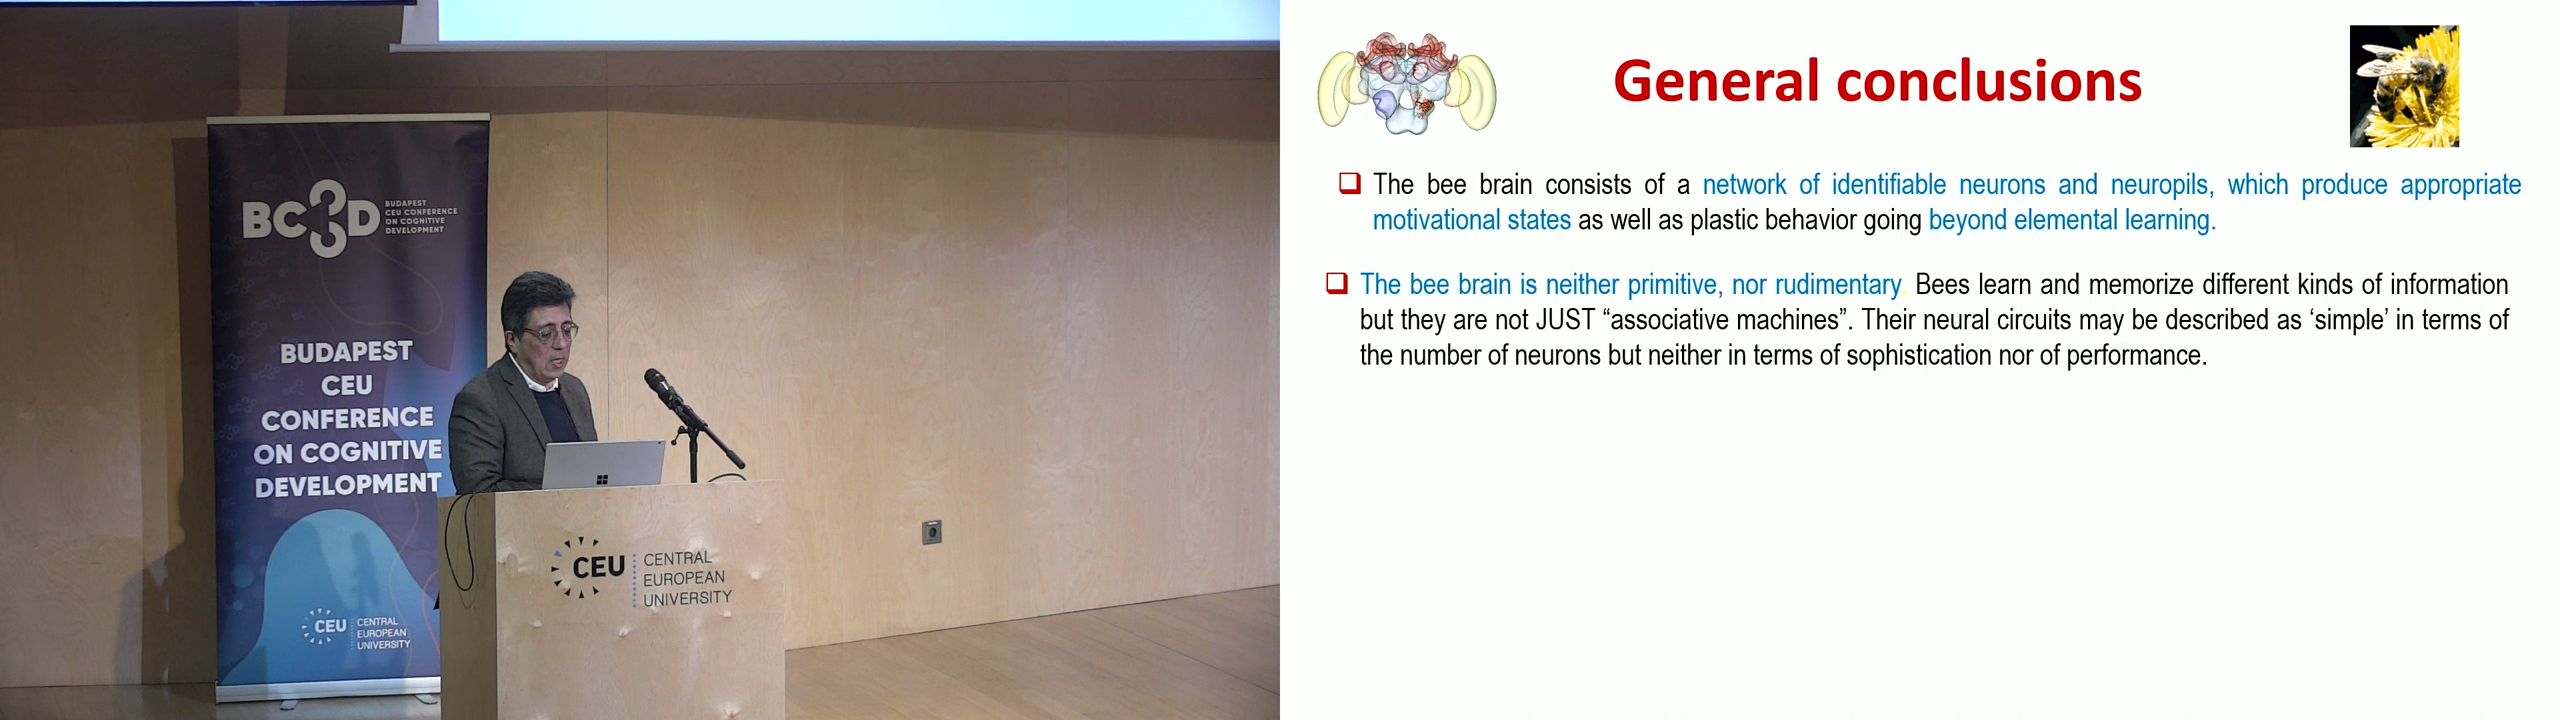 BC3D
BUDAPEST
CEU CONFERENCE
ON COGNITIVE
DEVELOPMENT
BUDAPEST
CEU
CONFERENCE
ON COGNITIVE
DEVELOPMENT
CEU
CENTRAL
EUROPEAN
UNIVERSITY
CEU
CENTRAL
EUROPEAN
UNIVERSITY
General conclusions
The bee brain consists of a network of identifiable neurons and neuropils, which produce appropriate
motivational states as well as plastic behavior going beyond elemental learning.
The bee brain is neither primitive, nor rudimentary. Bees learn and memorize different kinds of information
but they are not JUST “associative machines”. Their neural circuits may be described as ‘simple’ in terms of
the number of neurons but neither in terms of sophistication nor of performance.